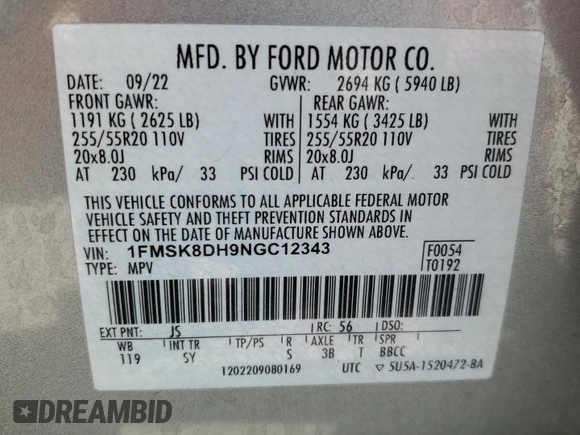 MFD. BY FORD MOTOR CO.
DATE: 09/22 GVWR: 2694 KG ( 5940 LB)
FRONT GAWR: REAR GAWR:
1191 KG ( 2625 LB) WITH 1554 KG ( 3425 LB) WITH
255/55R20 110V TIRES 255/55R20 110V TIRES
20x8.0J RIMS 20x8.0J RIMS
AT 230 kPa/ 33 PSI COLD AT 230 kPa/ 33 PSI COLD
THIS VEHICLE CONFORMS TO ALL APPLICABLE FEDERAL MOTOR
VEHICLE SAFETY AND THEFT PREVENTION STANDARDS IN
EFFECT ON THE DATE OF MANUFACTURE SHOWN ABOVE.
VIN: 1FMSK8DH9NGC12343 F0054
TYPE: MPV T0192
EXT PNT: JS RC: 56 DSO:
WB INT TR TP/PS R AXLE TR SPR
119 SY S 3B T BBCC
1202209080169 UTC ▽ 5U5A-1520472-BA
DREAMBID